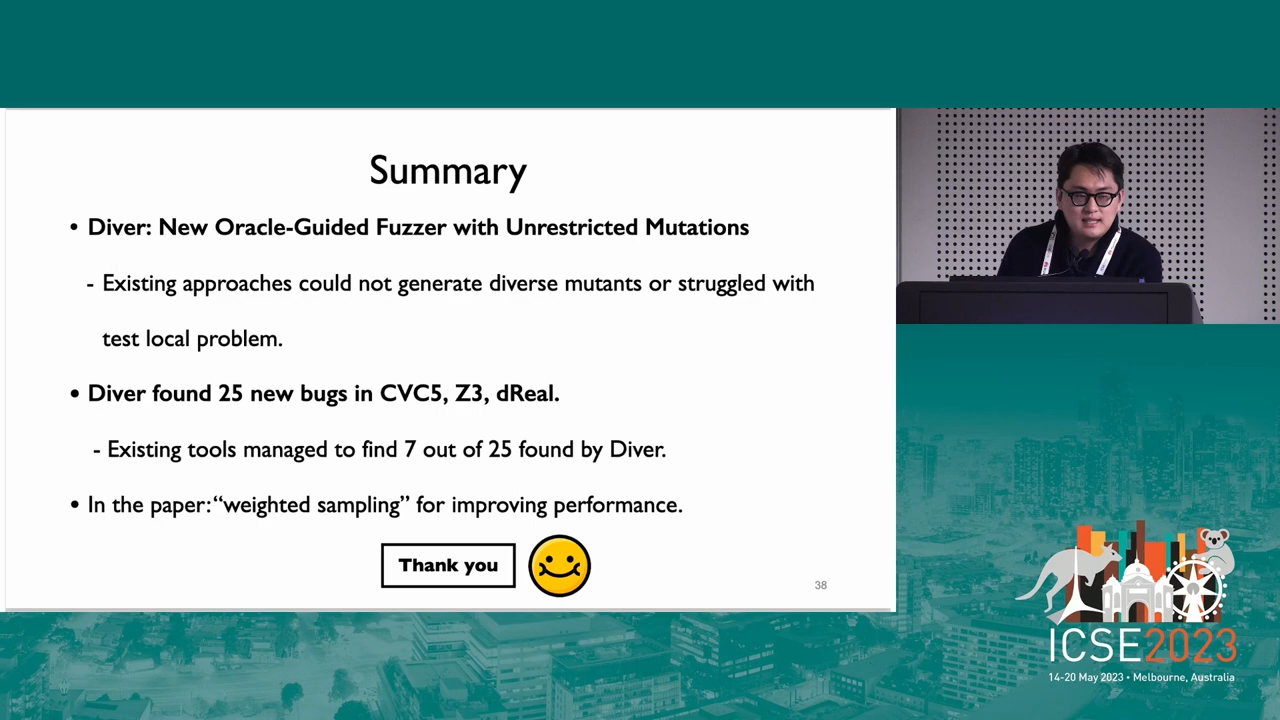 Summary
• Diver: New Oracle-Guided Fuzzer with Unrestricted Mutations
- Existing approaches could not generate diverse mutants or struggled with
test local problem.
• Diver found 25 new bugs in CVC5, Z3, dReal.
- Existing tools managed to find 7 out of 25 found by Diver.
• In the paper:“weighted sampling” for improving performance.
Thank you
38
ICSE2023
14-20 May 2023 • Melbourne, Australia